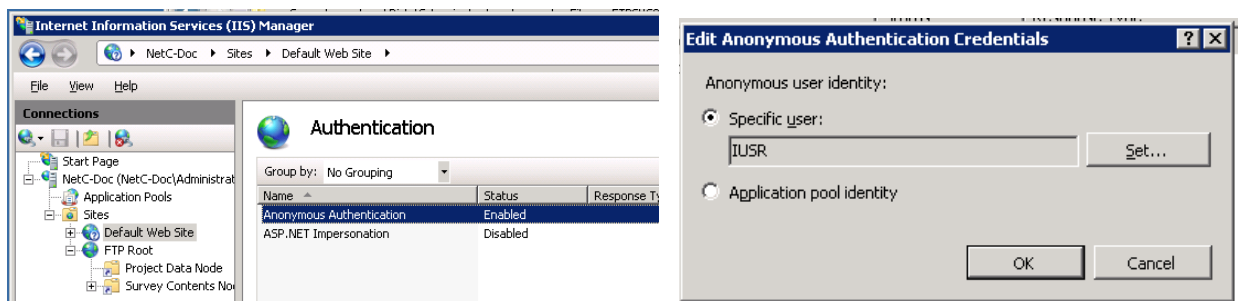 Internet Information Services (IIS) Manager
NetC-Doc Sites Default Web Site
File View Help
Connections
Start Page
NetC-Doc (NetC-Doc\Administrat
Application Pools
Sites
Default Web Site
FTP Root
Project Data Node
Survey Contents No
Authentication
Group by: No Grouping
Name Status Response Ty
Anonymous Authentication Enabled
ASP.NET Impersonation Disabled
Edit Anonymous Authentication Credentials
Anonymous user identity:
Specific user:
IUSR
Set...
Application pool identity
OK Cancel